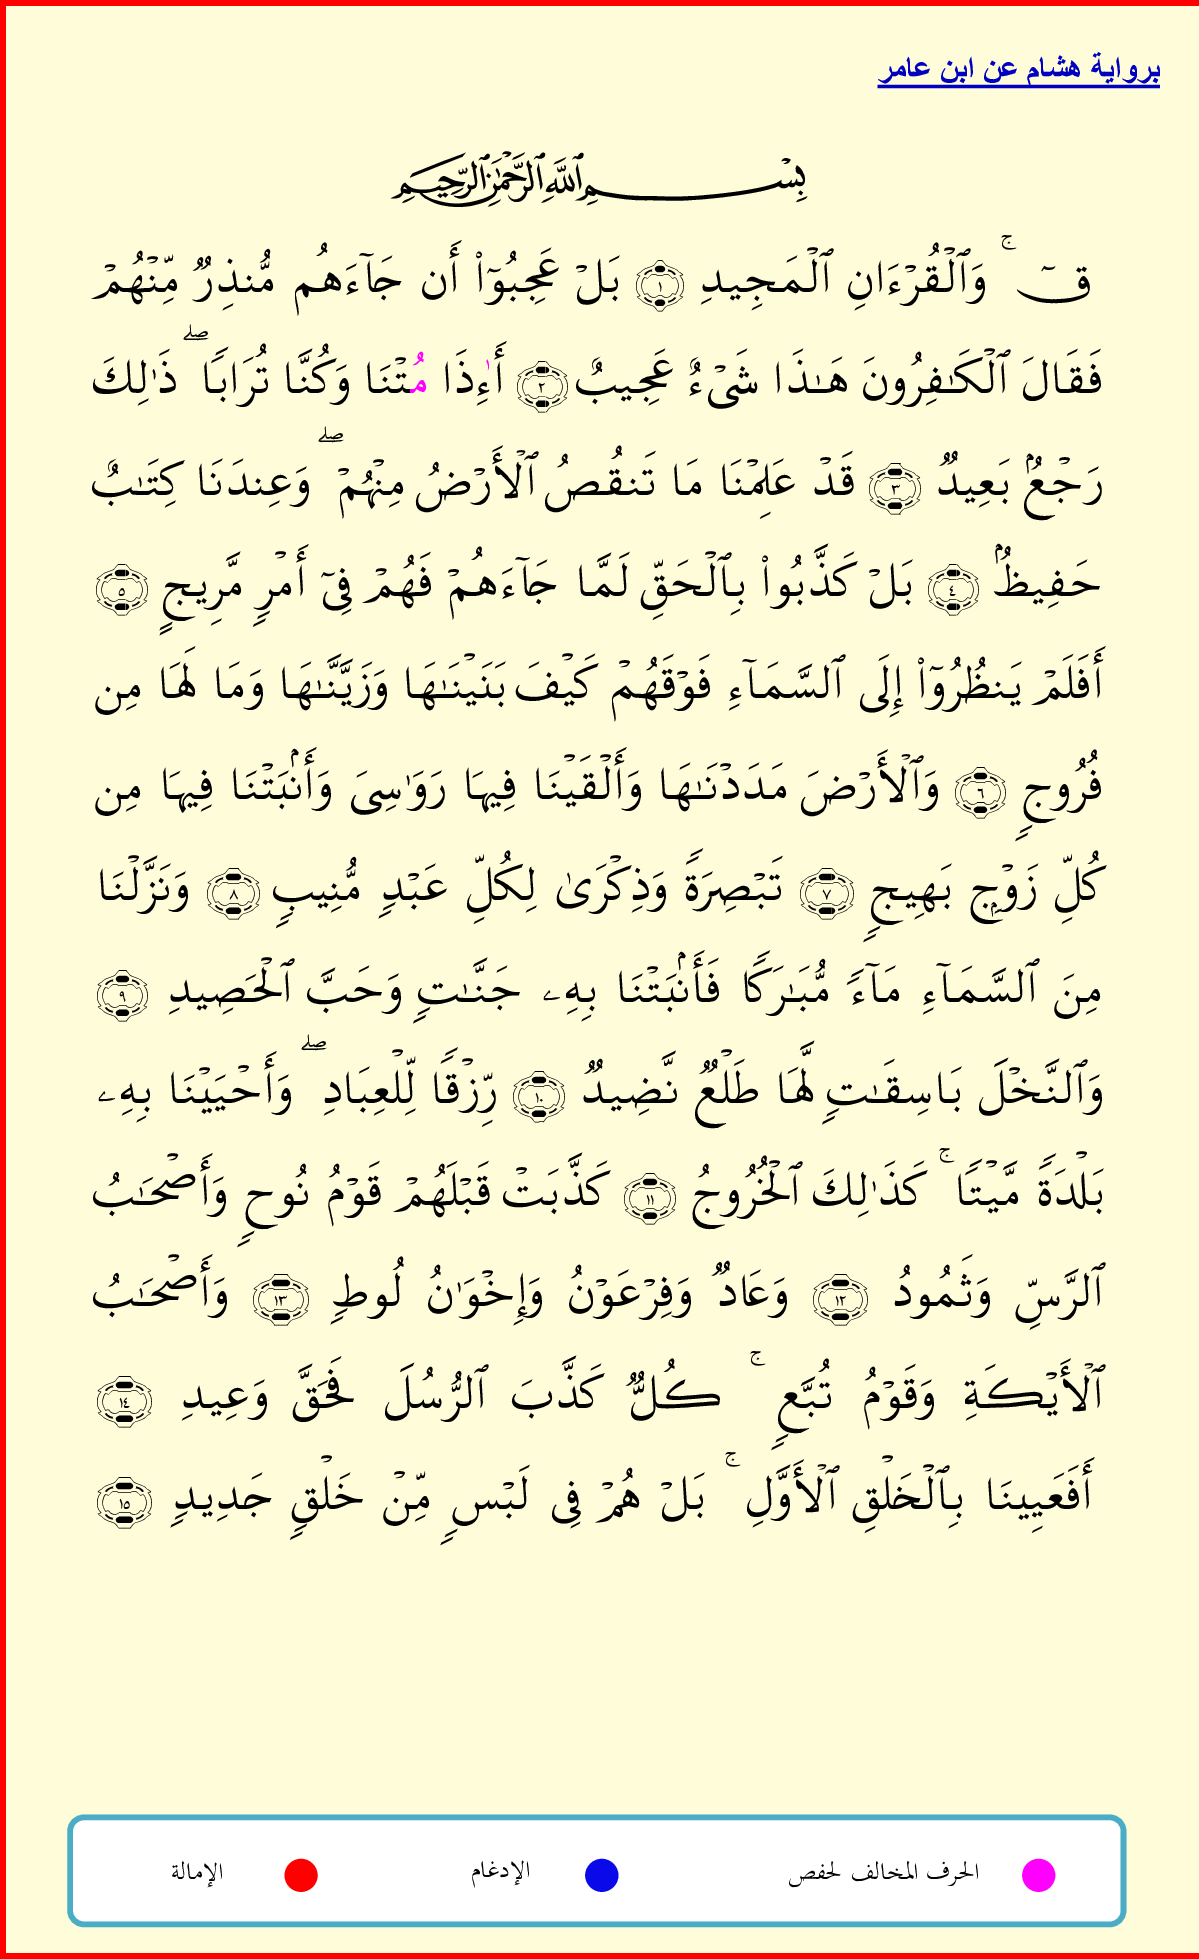 برواية هشام عن ابن عامر
بِسْمِ ٱللَّهِ ٱلرَّحْمَٰنِ ٱلرَّحِيمِ
قٓ ۚ وَٱلْقُرْءَانِ ٱلْمَجِيدِ ١ بَلْ عَجِبُوٓا۟ أَن جَآءَهُم مُّنذِرٌ مِّنْهُمْ
فَقَالَ ٱلْكَـٰفِرُونَ هَـٰذَا شَىْءٌ عَجِيبٌ ٢ أَءِٰذَا مُتْنَا وَكُنَّا تُرَابًا ۖ ذَٰلِكَ
رَجْعٌۢ بَعِيدٌ ٣ قَدْ عَلِمْنَا مَا تَنقُصُ ٱلْأَرْضُ مِنْهُمْ ۖ وَعِندَنَا كِتَـٰبٌ
حَفِيظٌۢ ٤ بَلْ كَذَّبُوا۟ بِٱلْحَقِّ لَمَّا جَآءَهُمْ فَهُمْ فِىٓ أَمْرٍ مَّرِيجٍ ٥
أَفَلَمْ يَنظُرُوٓا۟ إِلَى ٱلسَّمَآءِ فَوْقَهُمْ كَيْفَ بَنَيْنَـٰهَا وَزَيَّنَّـٰهَا وَمَا لَهَا مِن
فُرُوجٍ ٦ وَٱلْأَرْضَ مَدَدْنَـٰهَا وَأَلْقَيْنَا فِيهَا رَوَٰسِىَ وَأَنۢبَتْنَا فِيهَا مِن
كُلِّ زَوْجٍۭ بَهِيجٍ ٧ تَبْصِرَةً وَذِكْرَىٰ لِكُلِّ عَبْدٍ مُّنِيبٍ ٨ وَنَزَّلْنَا
مِنَ ٱلسَّمَآءِ مَآءً مُّبَـٰرَكًا فَأَنۢبَتْنَا بِهِۦ جَنَّـٰتٍ وَحَبَّ ٱلْحَصِيدِ ٩
وَٱلنَّخْلَ بَاسِقَـٰتٍ لَّهَا طَلْعٌ نَّضِيدٌ ١٠ رِّزْقًا لِّلْعِبَادِ ۖ وَأَحْيَيْنَا بِهِۦ
بَلْدَةً مَّيْتًا ۚ كَذَٰلِكَ ٱلْخُرُوجُ ١١ كَذَّبَتْ قَبْلَهُمْ قَوْمُ نُوحٍ وَأَصْحَـٰبُ
ٱلرَّسِّ وَثَمُودُ ١٢ وَعَادٌ وَفِرْعَوْنُ وَإِخْوَٰنُ لُوطٍ ١٣ وَأَصْحَـٰبُ
ٱلْأَيْكَةِ وَقَوْمُ تُبَّعٍ ۚ كُلٌّ كَذَّبَ ٱلرُّسُلَ فَحَقَّ وَعِيدِ ١٤
أَفَعَيِينَا بِٱلْخَلْقِ ٱلْأَوَّلِ ۚ بَلْ هُمْ فِى لَبْسٍ مِّنْ خَلْقٍ جَدِيدٍ ١٥
الحرف المخالف لحفص الإدغام الإمالة